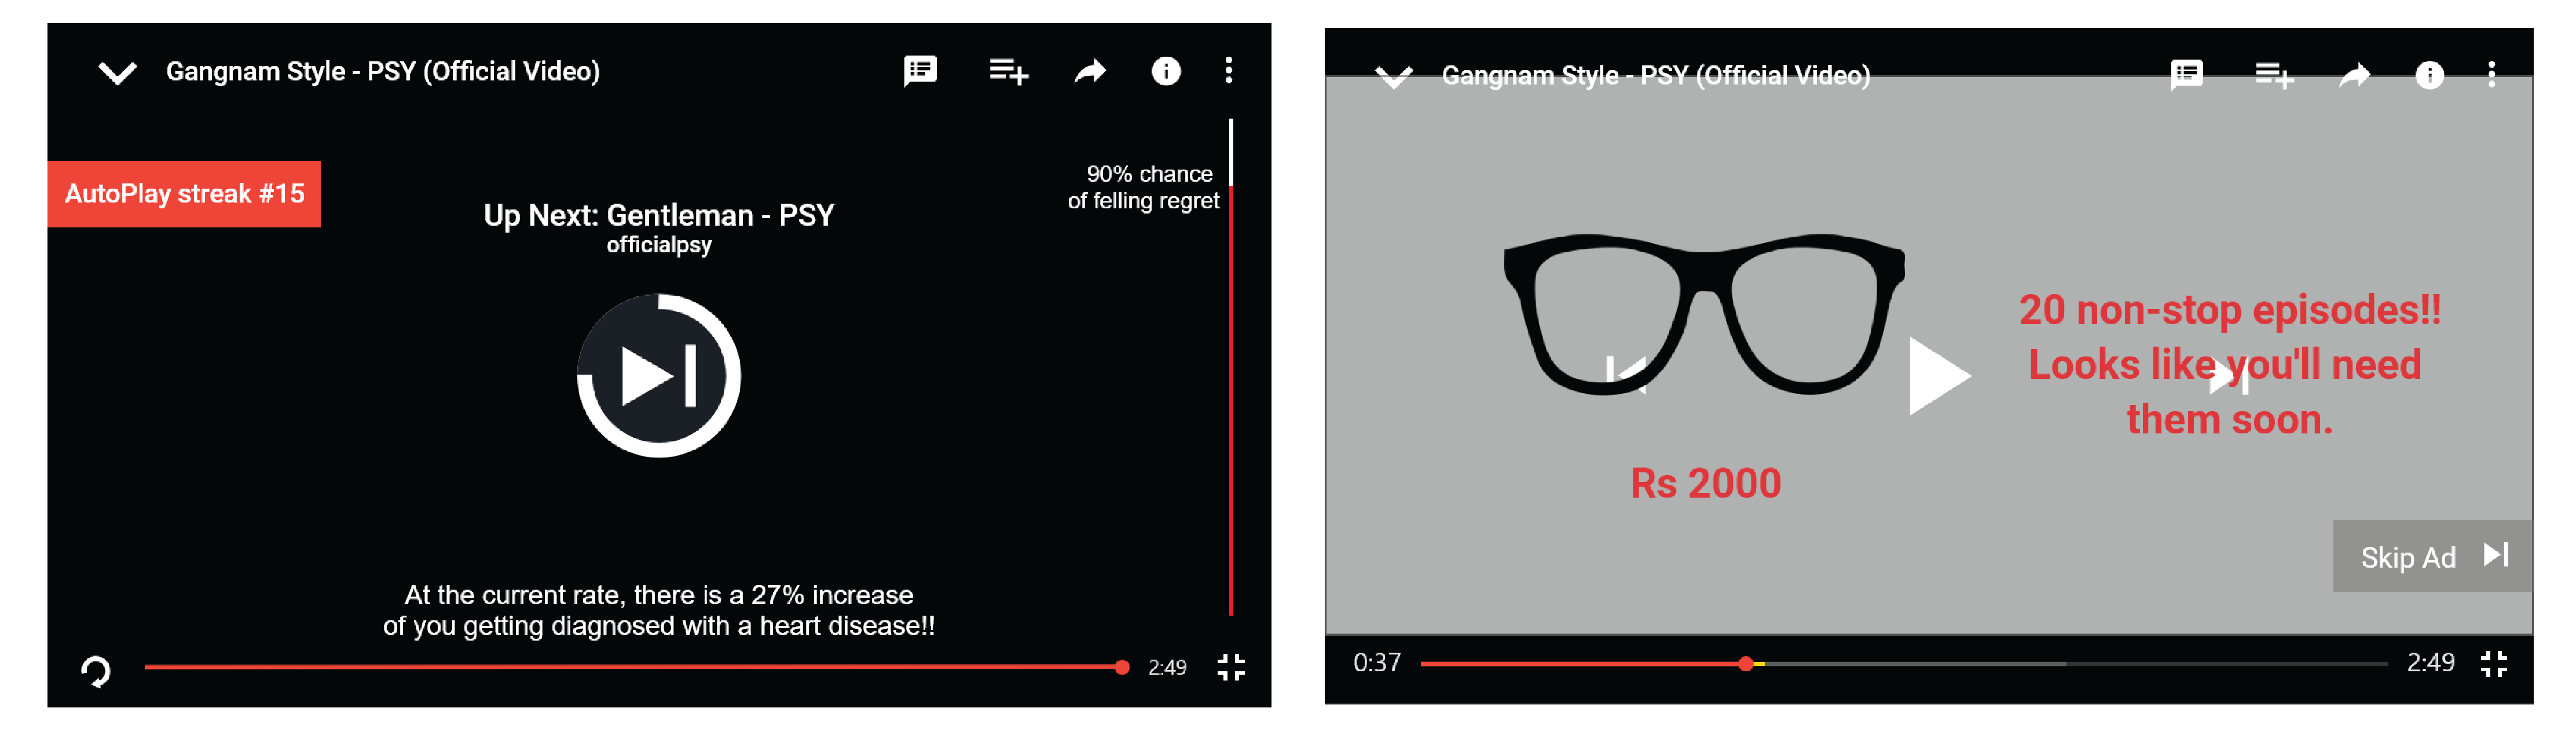 Gangnam Style - PSY (Official Video)
AutoPlay streak #15
90% chance
of felling regret
Up Next: Gentleman - PSY
officialpsy
At the current rate, there is a 27% increase
of you getting diagnosed with a heart disease!!
2:49
Gangnam Style - PSY (Official Video)
20 non-stop episodes!!
Looks like you'll need
them soon.
Rs 2000
Skip Ad
0:37
2:49